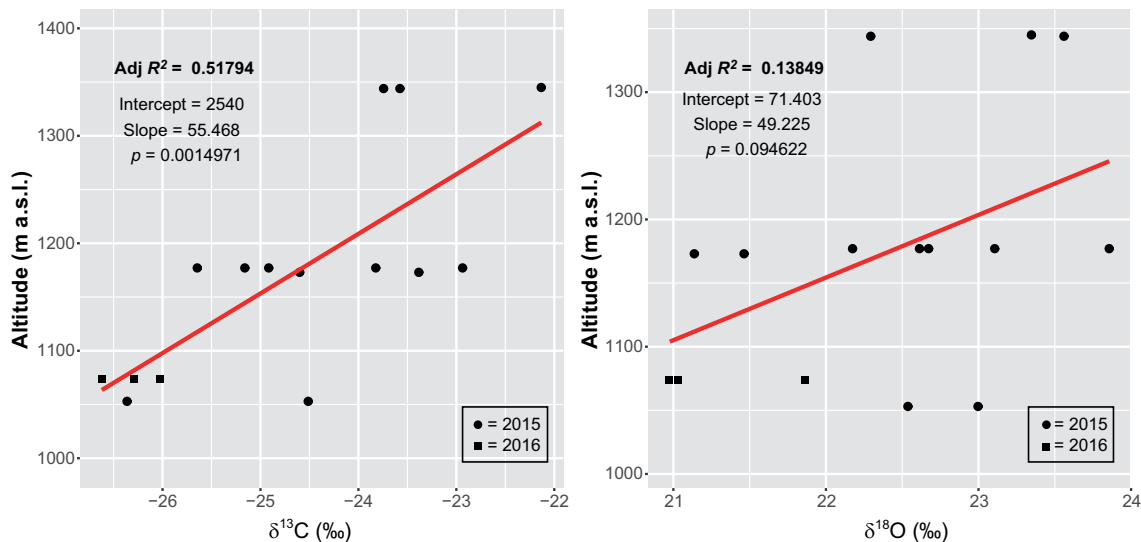 1400
1300
1200
1100
1000
Altitude (m a.s.l.)
Adj R² = 0.51794
Intercept = 2540
Slope = 55.468
p = 0.0014971
= 2015
= 2016
−26
−25
−24
−23
−22
δ¹³C (‰)
1300
1200
1100
1000
Altitude (m a.s.l.)
Adj R² = 0.13849
Intercept = 71.403
Slope = 49.225
p = 0.094622
= 2015
= 2016
21
22
23
24
δ¹⁸O (‰)